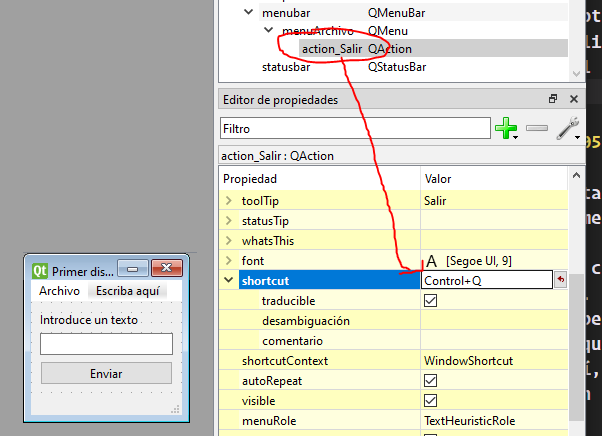 menubar QMenuBar
menuArchivo QMenu
action_Salir QAction
statusbar QStatusBar
Editor de propiedades
Filtro
action_Salir : QAction
Propiedad Valor
toolTip Salir
statusTip
whatsThis
font A [Segoe UI, 9]
shortcut Control+Q
traducible
desambiguación
comentario
shortcutContext WindowShortcut
autoRepeat
visible
menuRole TextHeuristicRole
Qt Primer dis...
Archivo Escriba aquí
Introduce un texto
Enviar